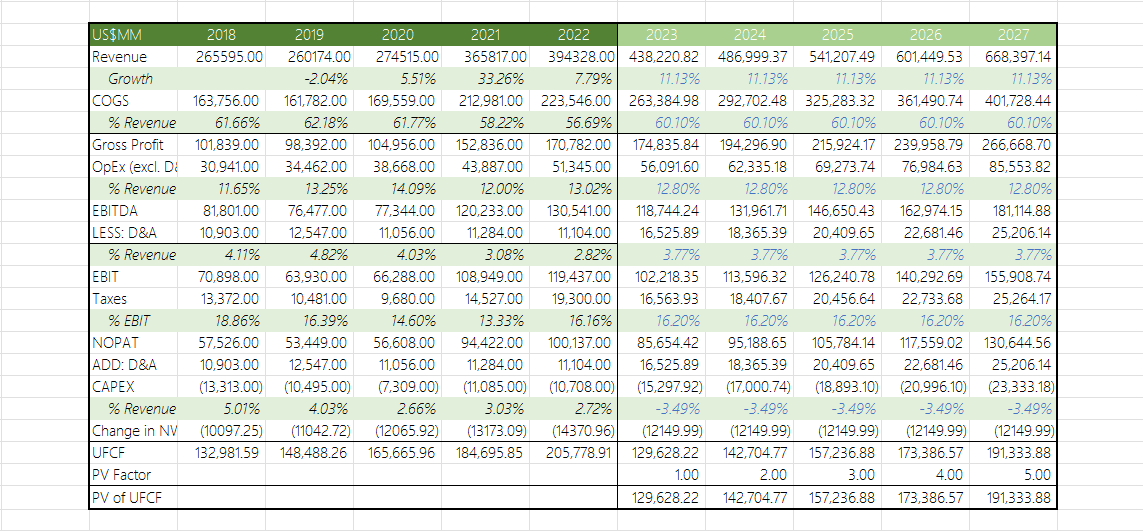 US$MM 2018 2019 2020 2021 2022 2023 2024 2025 2026 2027
Revenue 265595.00 260174.00 274515.00 365817.00 394328.00 438,220.82 486,999.37 541,207.49 601,449.53 668,397.14
Growth -2.04% 5.51% 33.26% 7.79% 11.13% 11.13% 11.13% 11.13% 11.13%
COGS 163,756.00 161,782.00 169,559.00 212,981.00 223,546.00 263,384.98 292,702.48 325,283.32 361,490.74 401,728.44
% Revenue 61.66% 62.18% 61.77% 58.22% 56.69% 60.10% 60.10% 60.10% 60.10% 60.10%
Gross Profit 101,839.00 98,392.00 104,956.00 152,836.00 170,782.00 174,835.84 194,296.90 215,924.17 239,958.79 266,668.70
OpEx (excl. D& 30,941.00 34,462.00 38,668.00 43,887.00 51,345.00 56,091.60 62,335.18 69,273.74 76,984.63 85,553.82
% Revenue 11.65% 13.25% 14.09% 12.00% 13.02% 12.80% 12.80% 12.80% 12.80% 12.80%
EBITDA 81,801.00 76,477.00 77,344.00 120,233.00 130,541.00 118,744.24 131,961.71 146,650.43 162,974.15 181,114.88
LESS: D&A 10,903.00 12,547.00 11,056.00 11,284.00 11,104.00 16,525.89 18,365.39 20,409.65 22,681.46 25,206.14
% Revenue 4.11% 4.82% 4.03% 3.08% 2.82% 3.77% 3.77% 3.77% 3.77% 3.77%
EBIT 70,898.00 63,930.00 66,288.00 108,949.00 119,437.00 102,218.35 113,596.32 126,240.78 140,292.69 155,908.74
Taxes 13,372.00 10,481.00 9,680.00 14,527.00 19,300.00 16,563.93 18,407.67 20,456.64 22,733.68 25,264.17
% EBIT 18.86% 16.39% 14.60% 13.33% 16.16% 16.20% 16.20% 16.20% 16.20% 16.20%
NOPAT 57,526.00 53,449.00 56,608.00 94,422.00 100,137.00 85,654.42 95,188.65 105,784.14 117,559.02 130,644.56
ADD: D&A 10,903.00 12,547.00 11,056.00 11,284.00 11,104.00 16,525.89 18,365.39 20,409.65 22,681.46 25,206.14
CAPEX (13,313.00) (10,495.00) (7,309.00) (11,085.00) (10,708.00) (15,297.92) (17,000.74) (18,893.10) (20,996.10) (23,333.18)
% Revenue 5.01% 4.03% 2.66% 3.03% 2.72% -3.49% -3.49% -3.49% -3.49% -3.49%
Change in NV (10097.25) (11042.72) (12065.92) (13173.09) (14370.96) (12149.99) (12149.99) (12149.99) (12149.99) (12149.99)
UFCF 132,981.59 148,488.26 165,665.96 184,695.85 205,778.91 129,628.22 142,704.77 157,236.88 173,386.57 191,333.88
PV Factor 1.00 2.00 3.00 4.00 5.00
PV of UFCF 129,628.22 142,704.77 157,236.88 173,386.57 191,333.88